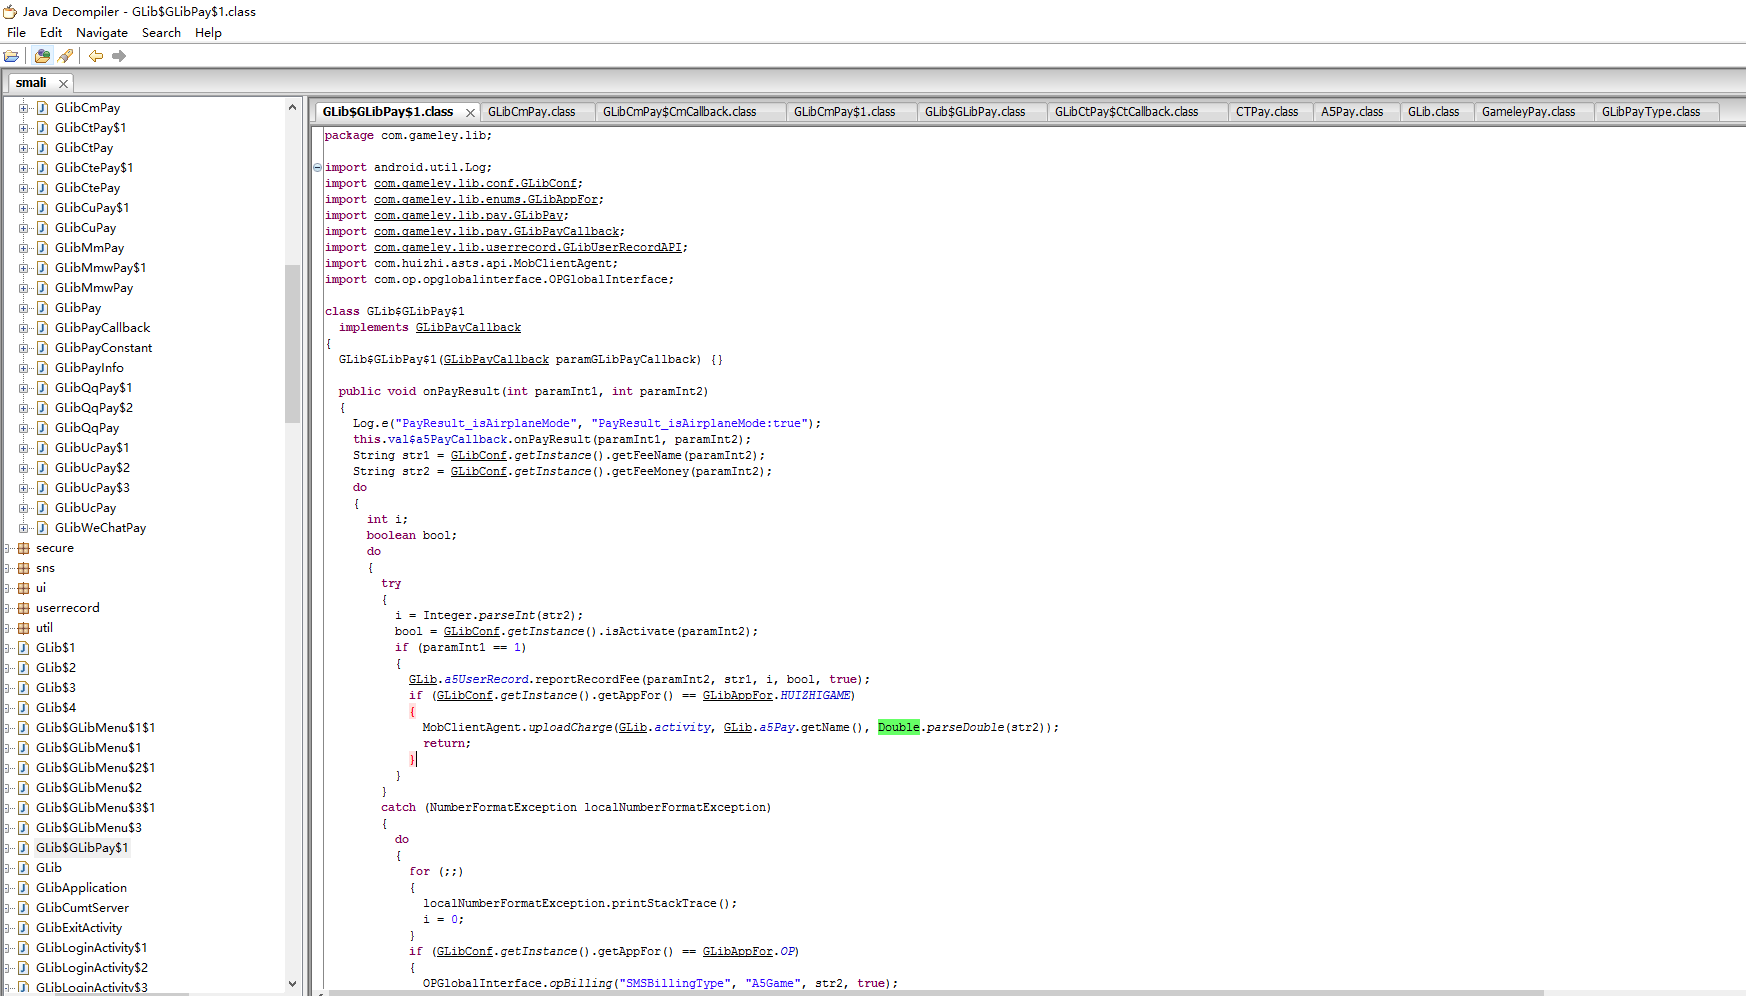 Java Decompiler - GLib$GLibPay$1.class
File Edit Navigate Search Help
smali
GLibCmPay
GLibCtPay$1
GLibCtPay
GLibCtePay$1
GLibCtePay
GLibCuPay$1
GLibCuPay
GLibMmPay
GLibMmwPay$1
GLibMmwPay
GLibPay
GLibPayCallback
GLibPayConstant
GLibPayInfo
GLibQqPay$1
GLibQqPay$2
GLibQqPay
GLibUcPay$1
GLibUcPay$2
GLibUcPay$3
GLibUcPay
GLibWeChatPay
secure
sns
ui
userrecord
util
GLib$1
GLib$2
GLib$3
GLib$4
GLib$GLibMenu$1$1
GLib$GLibMenu$1
GLib$GLibMenu$2$1
GLib$GLibMenu$2
GLib$GLibMenu$3$1
GLib$GLibMenu$3
GLib$GLibPay$1
GLib
GLibApplication
GLibCumtServer
GLibExitActivity
GLibLoginActivity$1
GLibLoginActivity$2
GLibLoginActivity$3
GLib$GLibPay$1.class GLibCmPay.class GLibCmPay$CmCallback.class GLibCmPay$1.class GLib$GLibPay.class GLibCtPay$CtCallback.class CTPay.class A5Pay.class GLib.class GameleyPay.class GLibPayType.class
package com.gameley.lib;
import android.util.Log;
import com.gameley.lib.conf.GLibConf;
import com.gameley.lib.enums.GLibAppFor;
import com.gameley.lib.pay.GLibPay;
import com.gameley.lib.pay.GLibPayCallback;
import com.gameley.lib.userrecord.GLibUserRecordAPI;
import com.huizhi.asts.api.MobClientAgent;
import com.op.opglobalinterface.OPGlobalInterface;
class GLib$GLibPay$1
implements GLibPayCallback
{
GLib$GLibPay$1(GLibPayCallback paramGLibPayCallback) {}
public void onPayResult(int paramInt1, int paramInt2)
{
Log.e("PayResult_isAirplaneMode", "PayResult_isAirplaneMode:true");
this.val$a5PayCallback.onPayResult(paramInt1, paramInt2);
String str1 = GLibConf.getInstance().getFeeName(paramInt2);
String str2 = GLibConf.getInstance().getFeeMoney(paramInt2);
do
{
int i;
boolean bool;
do
{
try
{
i = Integer.parseInt(str2);
bool = GLibConf.getInstance().isActivate(paramInt2);
if (paramInt1 == 1)
{
GLib.a5UserRecord.reportRecordFee(paramInt2, str1, i, bool, true);
if (GLibConf.getInstance().getAppFor() == GLibAppFor.HUIZHIGAME)
{
MobClientAgent.uploadCharge(GLib.activity, GLib.a5Pay.getName(), Double.parseDouble(str2));
return;
}
}
}
catch (NumberFormatException localNumberFormatException)
{
do
{
for (;;)
{
localNumberFormatException.printStackTrace();
i = 0;
}
if (GLibConf.getInstance().getAppFor() == GLibAppFor.OP)
{
OPGlobalInterface.opBilling("SMSBillingType", "A5Game", str2, true);